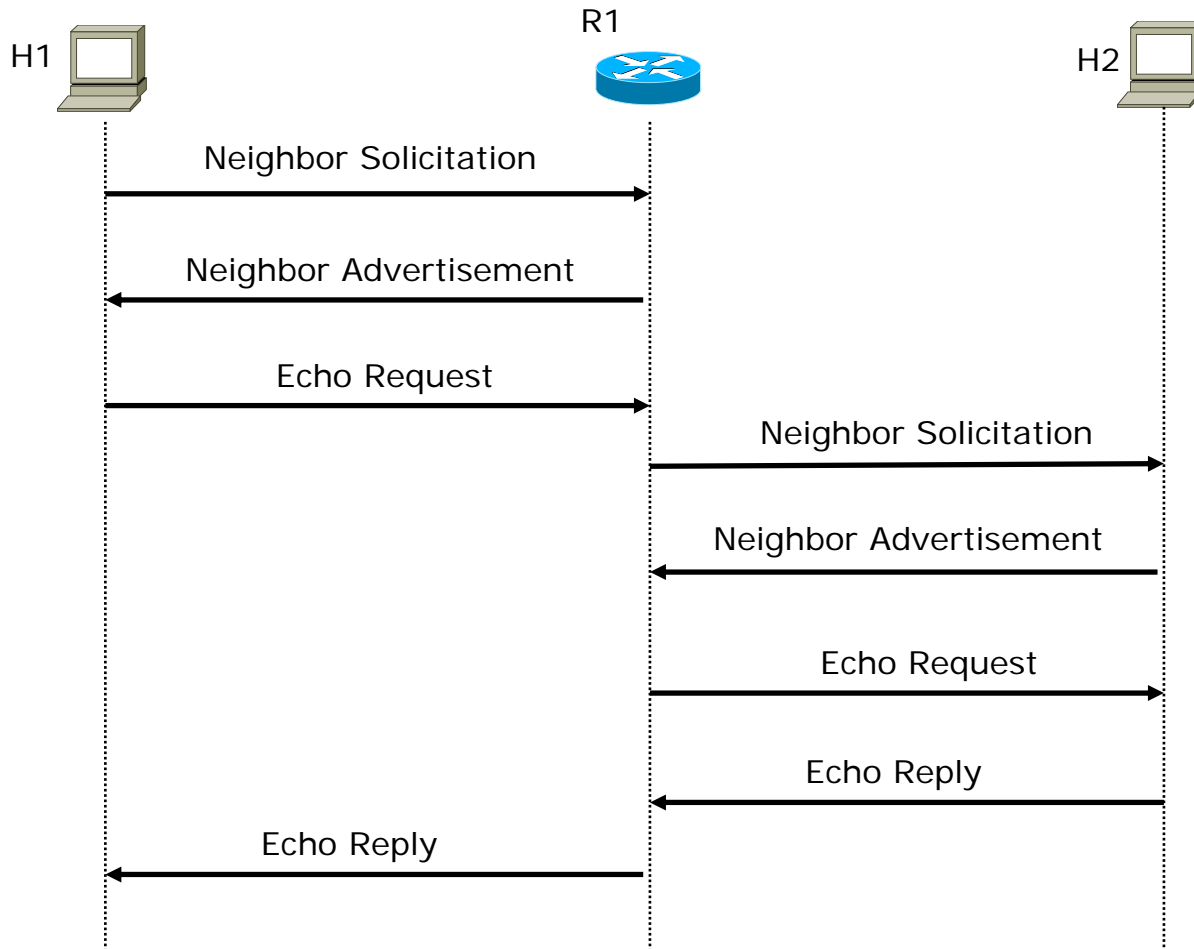 R1
H1
H2
Neighbor Solicitation
Neighbor Advertisement
Echo Request
Neighbor Solicitation
Neighbor Advertisement
Echo Request
Echo Reply
Echo Reply